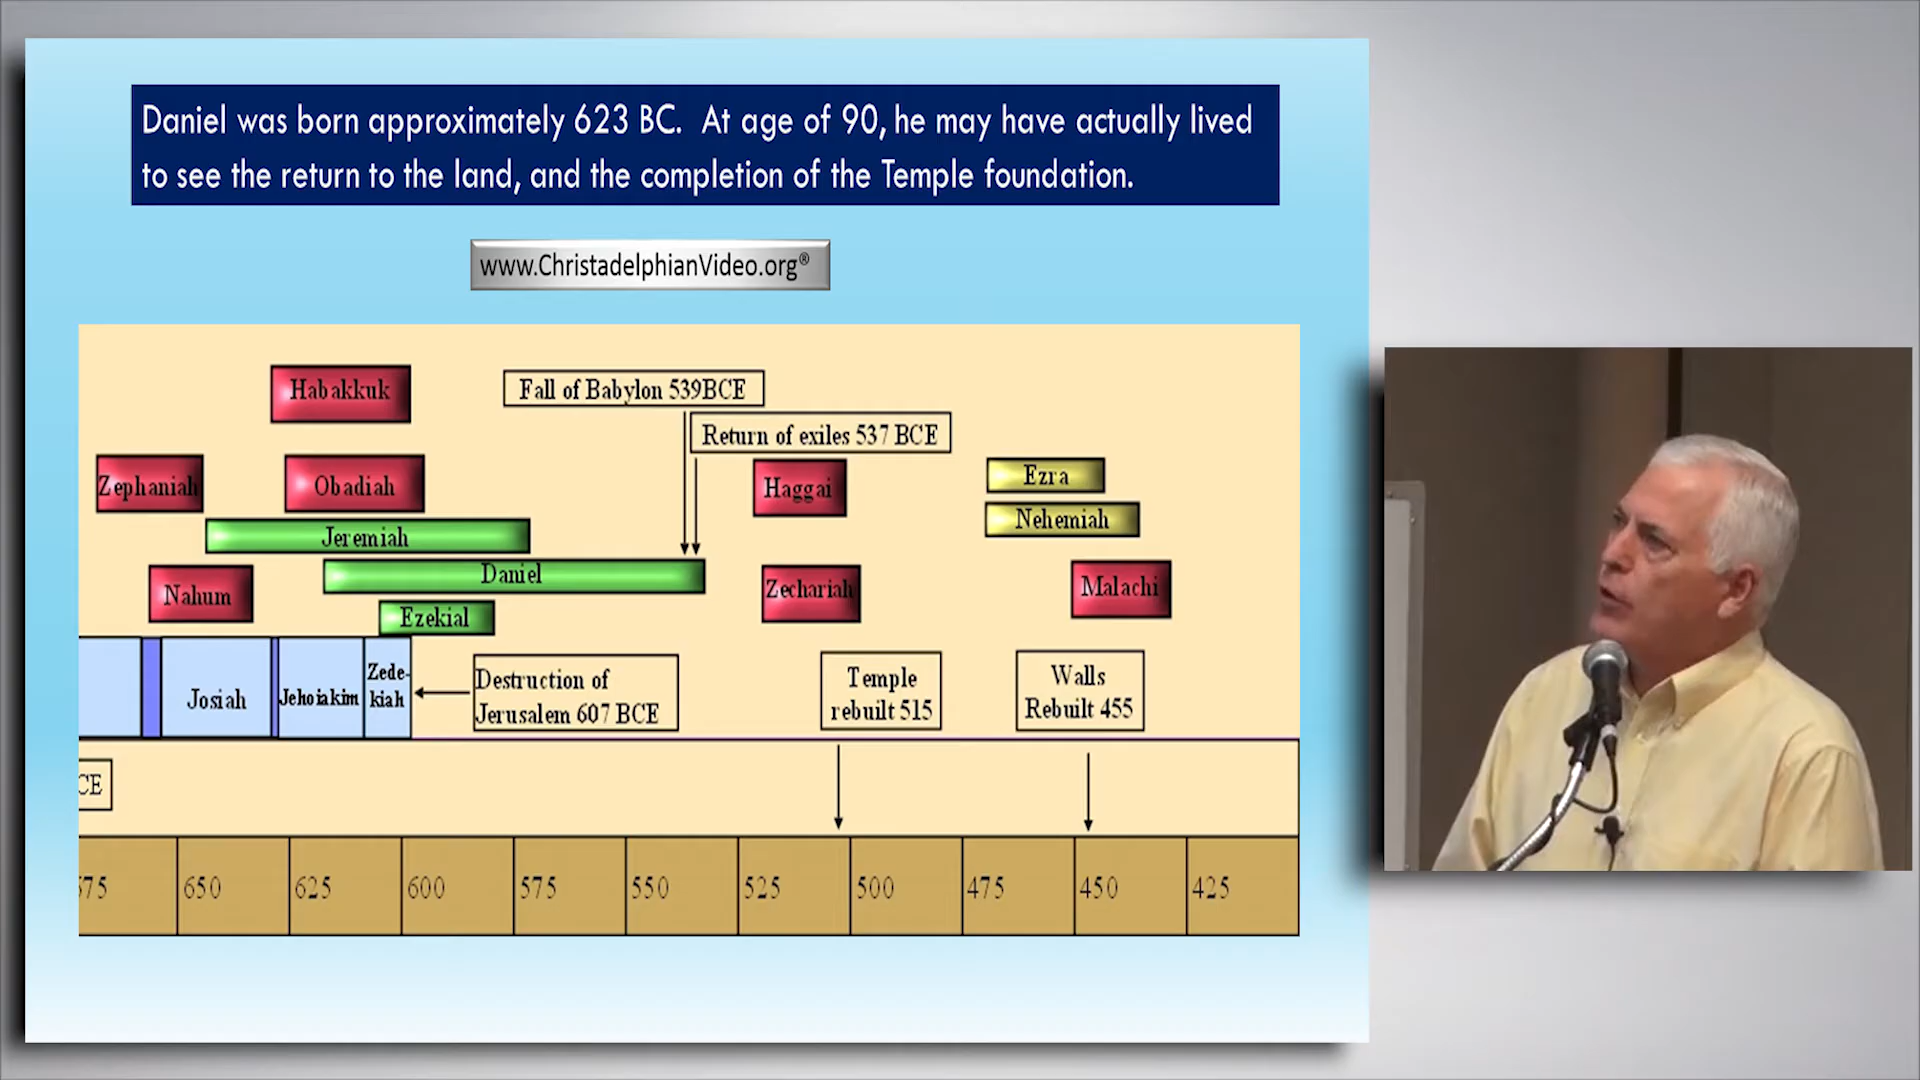 Daniel was born approximately 623 BC. At age of 90, he may have actually lived
to see the return to the land, and the completion of the Temple foundation.
www.ChristadelphianVideo.org®
Habakkuk
Fall of Babylon 539BCE
Return of exiles 537 BCE
Zephaniah
Obadiah
Haggai
Ezra
Nehemiah
Jeremiah
Daniel
Nahum
Zechariah
Malachi
Ezekial
Josiah
Jehoiakim
Zede-
kiah
Destruction of
Jerusalem 607 BCE
Temple
rebuilt 515
Walls
Rebuilt 455
CE
75 650 625 600 575 550 525 500 475 450 425